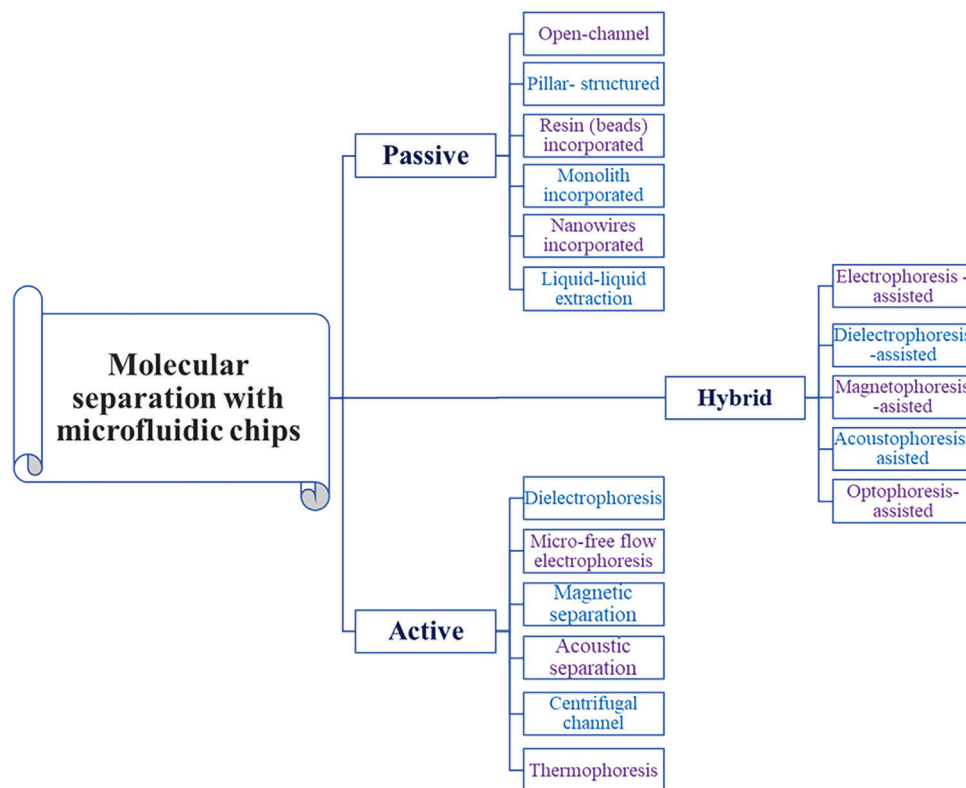 Molecular
separation with
microfluidic chips
Passive
Open-channel
Pillar- structured
Resin (beads)
incorporated
Monolith
incorporated
Nanowires
incorporated
Liquid-liquid
extraction
Hybrid
Electrophoresis -
assisted
Dielectrophoresis
-assisted
Magnetophoresis
-asisted
Acoustophoresis-
asisted
Optophoresis-
assisted
Active
Dielectrophoresis
Micro-free flow
electrophoresis
Magnetic
separation
Acoustic
separation
Centrifugal
channel
Thermophoresis